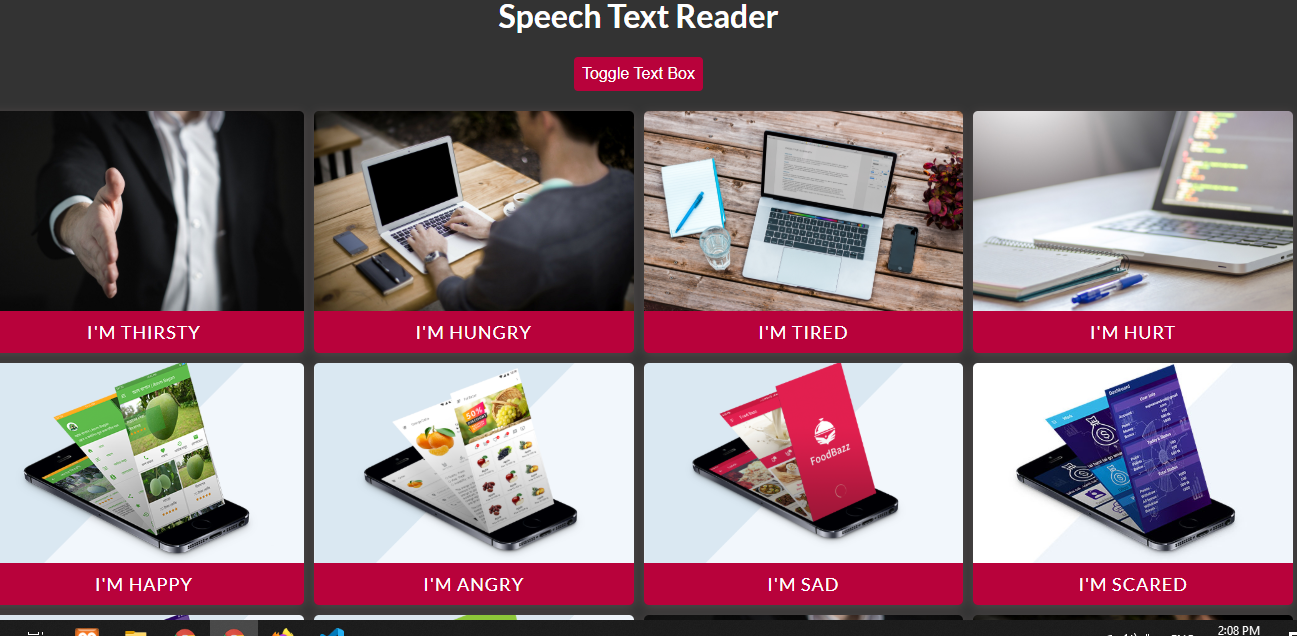 Speech Text Reader
Toggle Text Box
I'M THIRSTY
I'M HUNGRY
I'M TIRED
I'M HURT
50%
FoodBazz
Dashboard
I'M HAPPY
I'M ANGRY
I'M SAD
I'M SCARED
2:08 PM